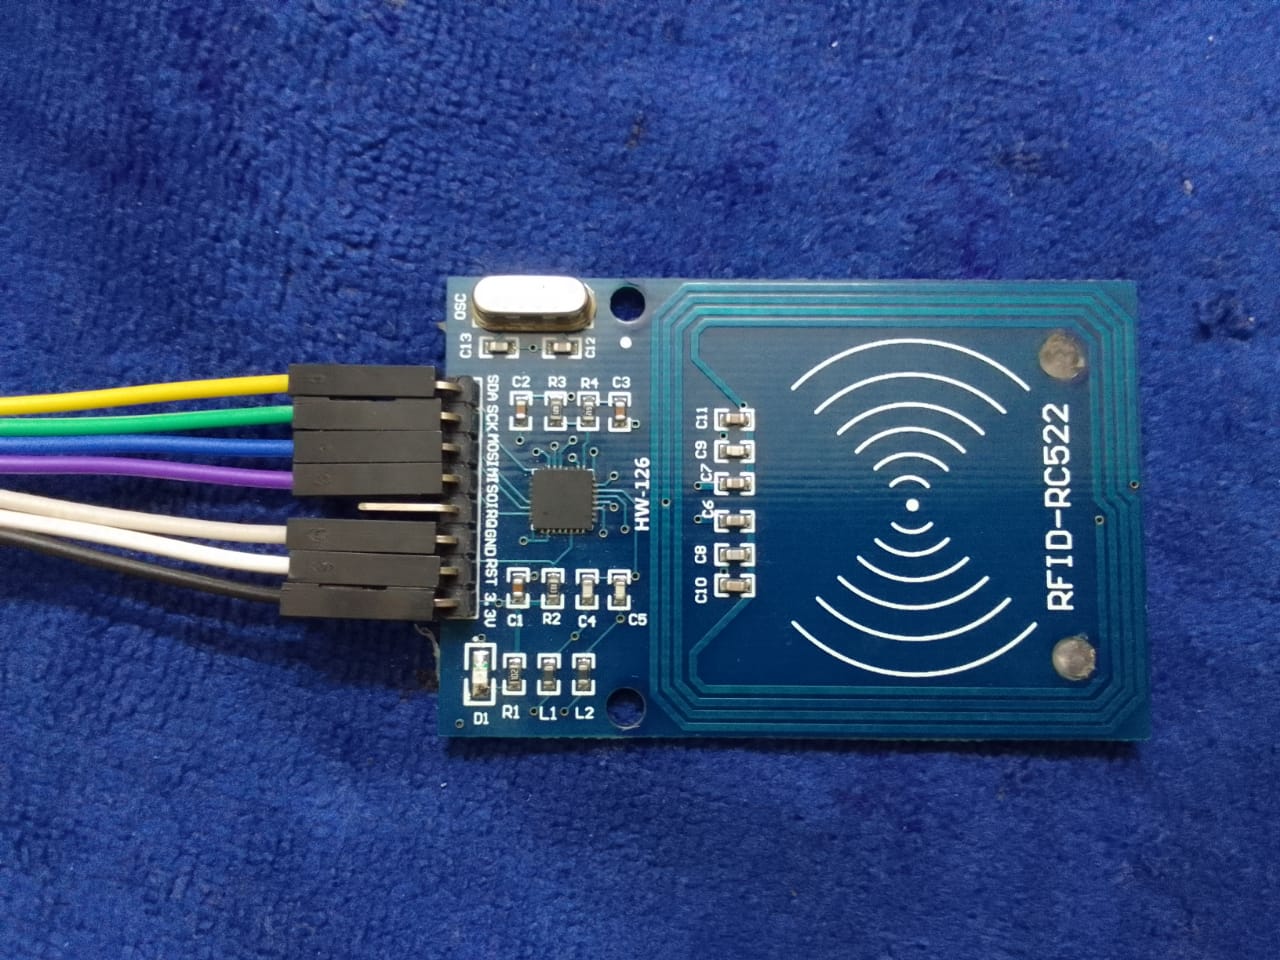 OSC
C13
C12
SDA SCK MOSI MISO IRQ GND RST 3.3V
C2 R3 R4 C3
HW-126
C11
C9
C7
C6
C8
C10
RFID-RC522
C1 R2 C4 C5
102
D1 R1 L1 L2